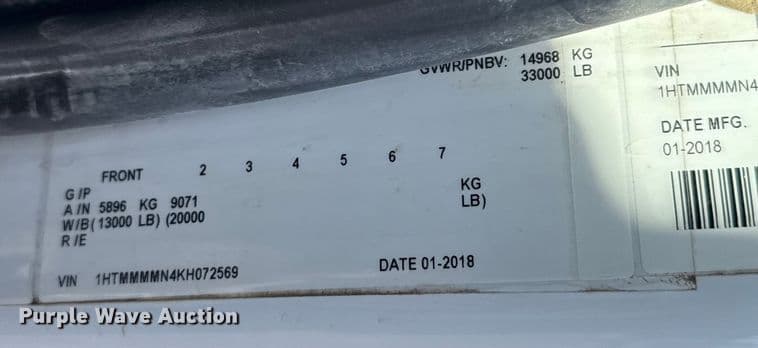 GVWR/PNBV: 14968 KG
33000 LB
FRONT 2 3 4 5 6 7
G/P
A/N 5896 KG 9071 KG
W/B (13000 LB) (20000 LB)
R/E
VIN 1HTMMMMN4KH072569 DATE 01-2018
VIN
1HTMMMMN4
DATE MFG.
01-2018
Purple Wave Auction